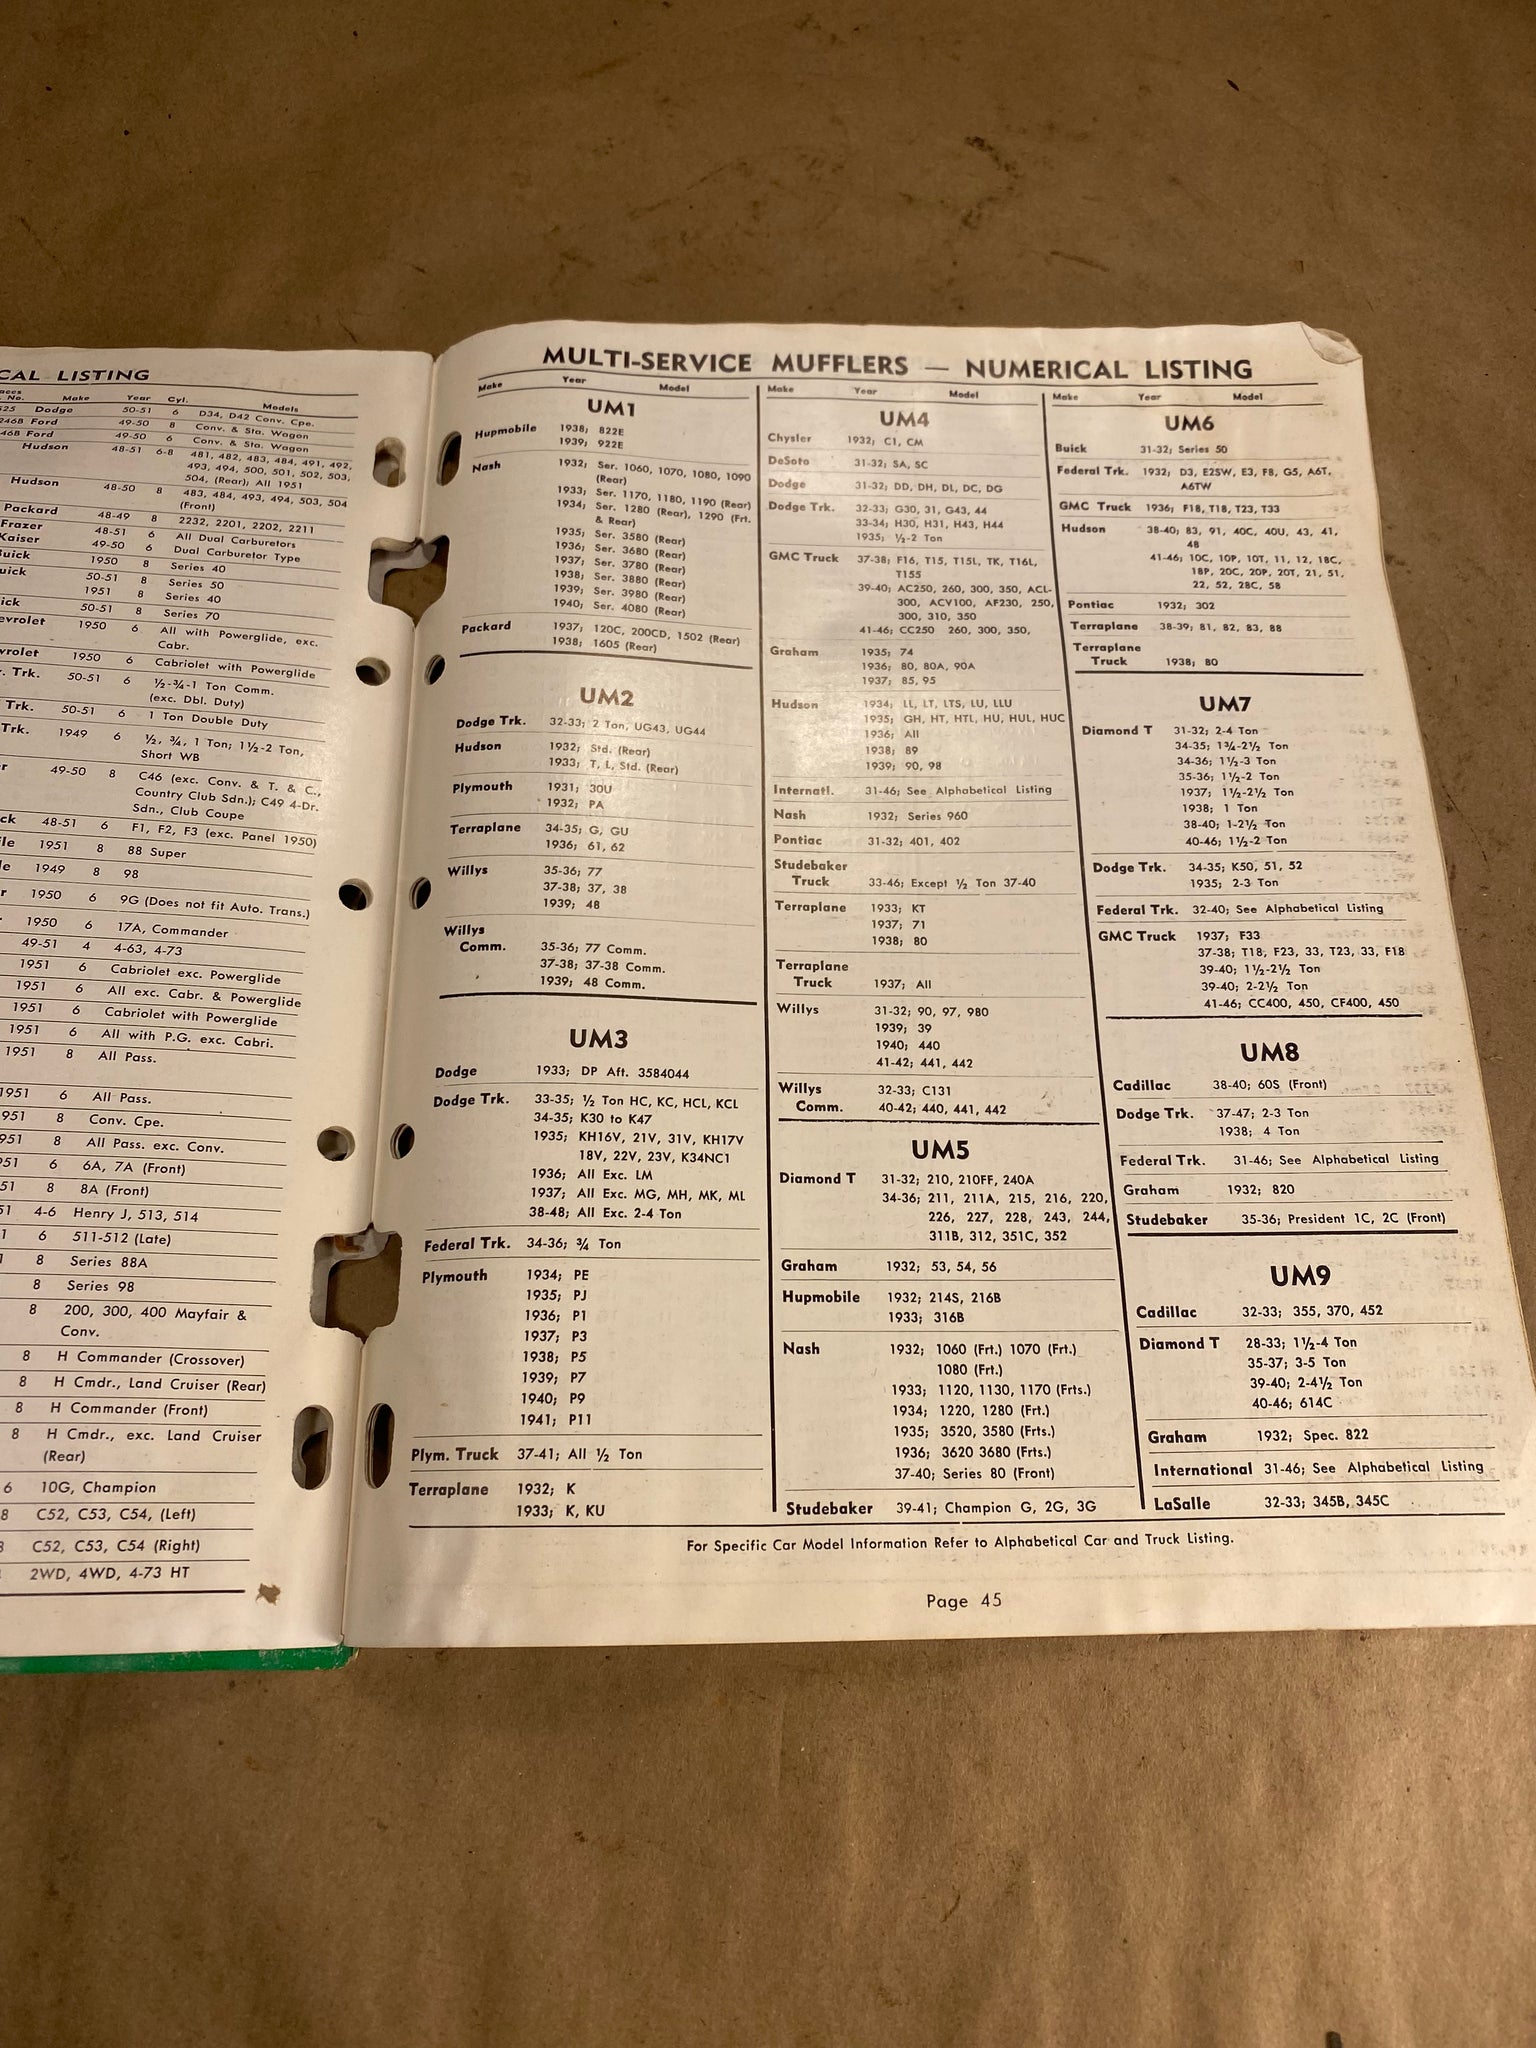 CAL LISTING
No. Make Year Cyl. Models
525 Dodge 50-51 6 D34, D42 Conv. Cpe.
246B Ford 49-50 8 Conv. & Sta. Wagon
46B Ford 49-50 6 Conv. & Sta. Wagon
Hudson 48-51 6-8 481, 482, 483, 484, 491, 492,
493, 494, 500, 501, 502, 503,
504, (Rear); All 1951
Hudson 48-50 8 483, 484, 493, 494, 503, 504
(Front)
Packard 48-49 8 2232, 2201, 2202, 2211
Frazer 48-51 6 All Dual Carburetors
Kaiser 49-50 6 Dual Carburetor Type
uick 1950 8 Series 40
uick 50-51 8 Series 50
1951 8 Series 40
ick 50-51 8 Series 70
evrolet 1950 6 All with Powerglide, exc.
Cabr.
vrolet 1950 6 Cabriolet with Powerglide
. Trk. 50-51 6 ½-¾-1 Ton Comm.
(exc. Dbl. Duty)
Trk. 50-51 6 1 Ton Double Duty
Trk. 1949 6 ½, ¾, 1 Ton; 1½-2 Ton,
Short WB
r 49-50 8 C46 (exc. Conv. & T. & C.,
Country Club Sdn.); C49 4-Dr.
Sdn., Club Coupe
ck 48-51 6 F1, F2, F3 (exc. Panel 1950)
ile 1951 8 88 Super
le 1949 8 98
r 1950 6 9G (Does not fit Auto. Trans.)
1950 6 17A, Commander
49-51 4 4-63, 4-73
1951 6 Cabriolet exc. Powerglide
1951 6 All exc. Cabr. & Powerglide
1951 6 Cabriolet with Powerglide
1951 6 All with P.G. exc. Cabri.
1951 8 All Pass.
1951 6 All Pass.
951 8 Conv. Cpe.
951 8 All Pass. exc. Conv.
951 6 6A, 7A (Front)
51 8 8A (Front)
51 4-6 Henry J, 513, 514
1 6 511-512 (Late)
8 Series 88A
8 Series 98
8 200, 300, 400 Mayfair &
Conv.
8 H Commander (Crossover)
8 H Cmdr., Land Cruiser (Rear)
8 H Commander (Front)
8 H Cmdr., exc. Land Cruiser
(Rear)
6 10G, Champion
8 C52, C53, C54, (Left)
C52, C53, C54 (Right)
2WD, 4WD, 4-73 HT
MULTI-SERVICE MUFFLERS — NUMERICAL LISTING
Make Year Model
UM1
Hupmobile 1938; 822E
1939; 922E
Nash 1932; Ser. 1060, 1070, 1080, 1090
(Rear)
1933; Ser. 1170, 1180, 1190 (Rear)
1934; Ser. 1280 (Rear), 1290 (Frt.
& Rear)
1935; Ser. 3580 (Rear)
1936; Ser. 3680 (Rear)
1937; Ser. 3780 (Rear)
1938; Ser. 3880 (Rear)
1939; Ser. 3980 (Rear)
1940; Ser. 4080 (Rear)
Packard 1937; 120C, 200CD, 1502 (Rear)
1938; 1605 (Rear)
UM2
Dodge Trk. 32-33; 2 Ton, UG43, UG44
Hudson 1932; Std. (Rear)
1933; T, L, Std. (Rear)
Plymouth 1931; 30U
1932; PA
Terraplane 34-35; G, GU
1936; 61, 62
Willys 35-36; 77
37-38; 37, 38
1939; 48
Willys
Comm. 35-36; 77 Comm.
37-38; 37-38 Comm.
1939; 48 Comm.
UM3
Dodge 1933; DP Aft. 3584044
Dodge Trk. 33-35; ½ Ton HC, KC, HCL, KCL
34-35; K30 to K47
1935; KH16V, 21V, 31V, KH17V
18V, 22V, 23V, K34NC1
1936; All Exc. LM
1937; All Exc. MG, MH, MK, ML
38-48; All Exc. 2-4 Ton
Federal Trk. 34-36; ¾ Ton
Plymouth 1934; PE
1935; PJ
1936; P1
1937; P3
1938; P5
1939; P7
1940; P9
1941; P11
Plym. Truck 37-41; All ½ Ton
Terraplane 1932; K
1933; K, KU
Make Year Model
UM4
Chysler 1932; C1, CM
DeSoto 31-32; SA, SC
Dodge 31-32; DD, DH, DL, DC, DG
Dodge Trk. 32-33; G30, 31, G43, 44
33-34; H30, H31, H43, H44
1935; ½-2 Ton
GMC Truck 37-38; F16, T15, T15L, TK, T16L,
T155
39-40; AC250, 260, 300, 350, ACL-
300, ACV100, AF230, 250,
300, 310, 350
41-46; CC250 260, 300, 350,
Graham 1935; 74
1936; 80, 80A, 90A
1937; 85, 95
Hudson 1934; LL, LT, LTS, LU, LLU
1935; GH, HT, HTL, HU, HUL, HUC
1936; All
1938; 89
1939; 90, 98
Internatl. 31-46; See Alphabetical Listing
Nash 1932; Series 960
Pontiac 31-32; 401, 402
Studebaker
Truck 33-46; Except ½ Ton 37-40
Terraplane 1933; KT
1937; 71
1938; 80
Terraplane
Truck 1937; All
Willys 31-32; 90, 97, 980
1939; 39
1940; 440
41-42; 441, 442
Willys 32-33; C131
Comm. 40-42; 440, 441, 442
UM5
Diamond T 31-32; 210, 210FF, 240A
34-36; 211, 211A, 215, 216, 220,
226, 227, 228, 243, 244,
311B, 312, 351C, 352
Graham 1932; 53, 54, 56
Hupmobile 1932; 214S, 216B
1933; 316B
Nash 1932; 1060 (Frt.) 1070 (Frt.)
1080 (Frt.)
1933; 1120, 1130, 1170 (Frts.)
1934; 1220, 1280 (Frt.)
1935; 3520, 3580 (Frts.)
1936; 3620 3680 (Frts.)
37-40; Series 80 (Front)
Studebaker 39-41; Champion G, 2G, 3G
Make Year Model
UM6
Buick 31-32; Series 50
Federal Trk. 1932; D3, E2SW, E3, F8, G5, A6T,
A6TW
GMC Truck 1936; F18, T18, T23, T33
Hudson 38-40; 83, 91, 40C, 40U, 43, 41,
48
41-46; 10C, 10P, 10T, 11, 12, 18C,
18P, 20C, 20P, 20T, 21, 51,
22, 52, 28C, 58
Pontiac 1932; 302
Terraplane 38-39; 81, 82, 83, 88
Terraplane
Truck 1938; 80
UM7
Diamond T 31-32; 2-4 Ton
34-35; 1¾-2½ Ton
34-36; 1½-3 Ton
35-36; 1½-2 Ton
1937; 1½-2½ Ton
1938; 1 Ton
38-40; 1-2½ Ton
40-46; 1½-2 Ton
Dodge Trk. 34-35; K50, 51, 52
1935; 2-3 Ton
Federal Trk. 32-40; See Alphabetical Listing
GMC Truck 1937; F33
37-38; T18, F23, 33, T23, 33, F18
39-40; 1½-2½ Ton
39-40; 2-2½ Ton
41-46; CC400, 450, CF400, 450
UM8
Cadillac 38-40; 60S (Front)
Dodge Trk. 37-47; 2-3 Ton
1938; 4 Ton
Federal Trk. 31-46; See Alphabetical Listing
Graham 1932; 820
Studebaker 35-36; President 1C, 2C (Front)
UM9
Cadillac 32-33; 355, 370, 452
Diamond T 28-33; 1½-4 Ton
35-37; 3-5 Ton
39-40; 2-4½ Ton
40-46; 614C
Graham 1932; Spec. 822
International 31-46; See Alphabetical Listing
LaSalle 32-33; 345B, 345C
For Specific Car Model Information Refer to Alphabetical Car and Truck Listing.
Page 45